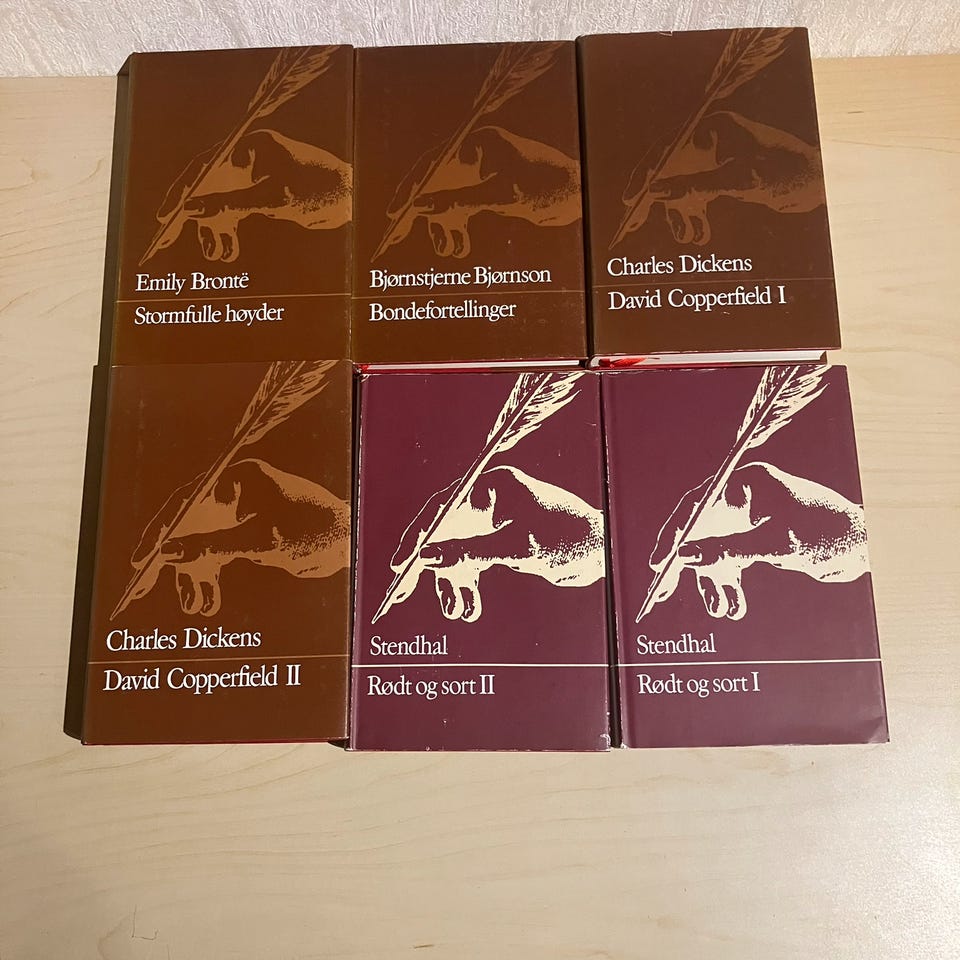 Emily Brontë
Stormfulle høyder
Bjørnstjerne Bjørnson
Bondefortellinger
Charles Dickens
David Copperfield I
Charles Dickens
David Copperfield II
Stendhal
Rødt og sort II
Stendhal
Rødt og sort I